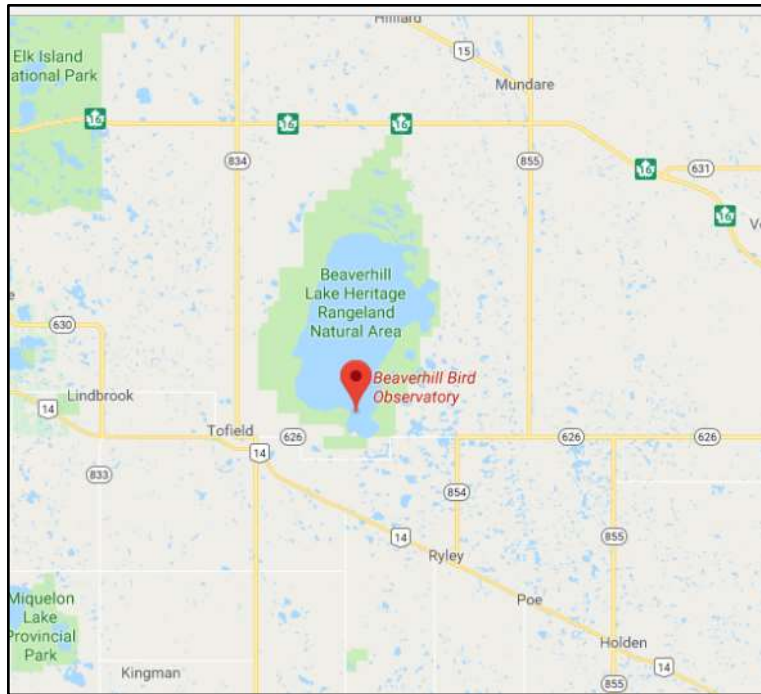 Hilliard
Elk Island
ational Park
15
Mundare
16
16
16
834
855
631
16
16
Ve
Beaverhill
Lake Heritage
Rangeland
Natural Area
e
630
Beaverhill Bird
Observatory
Lindbrook
14
Tofield
626
626
626
14
833
854
855
14
Ryley
Miquelon
Lake
Provincial
Park
Poe
Holden
14
Kingman
855